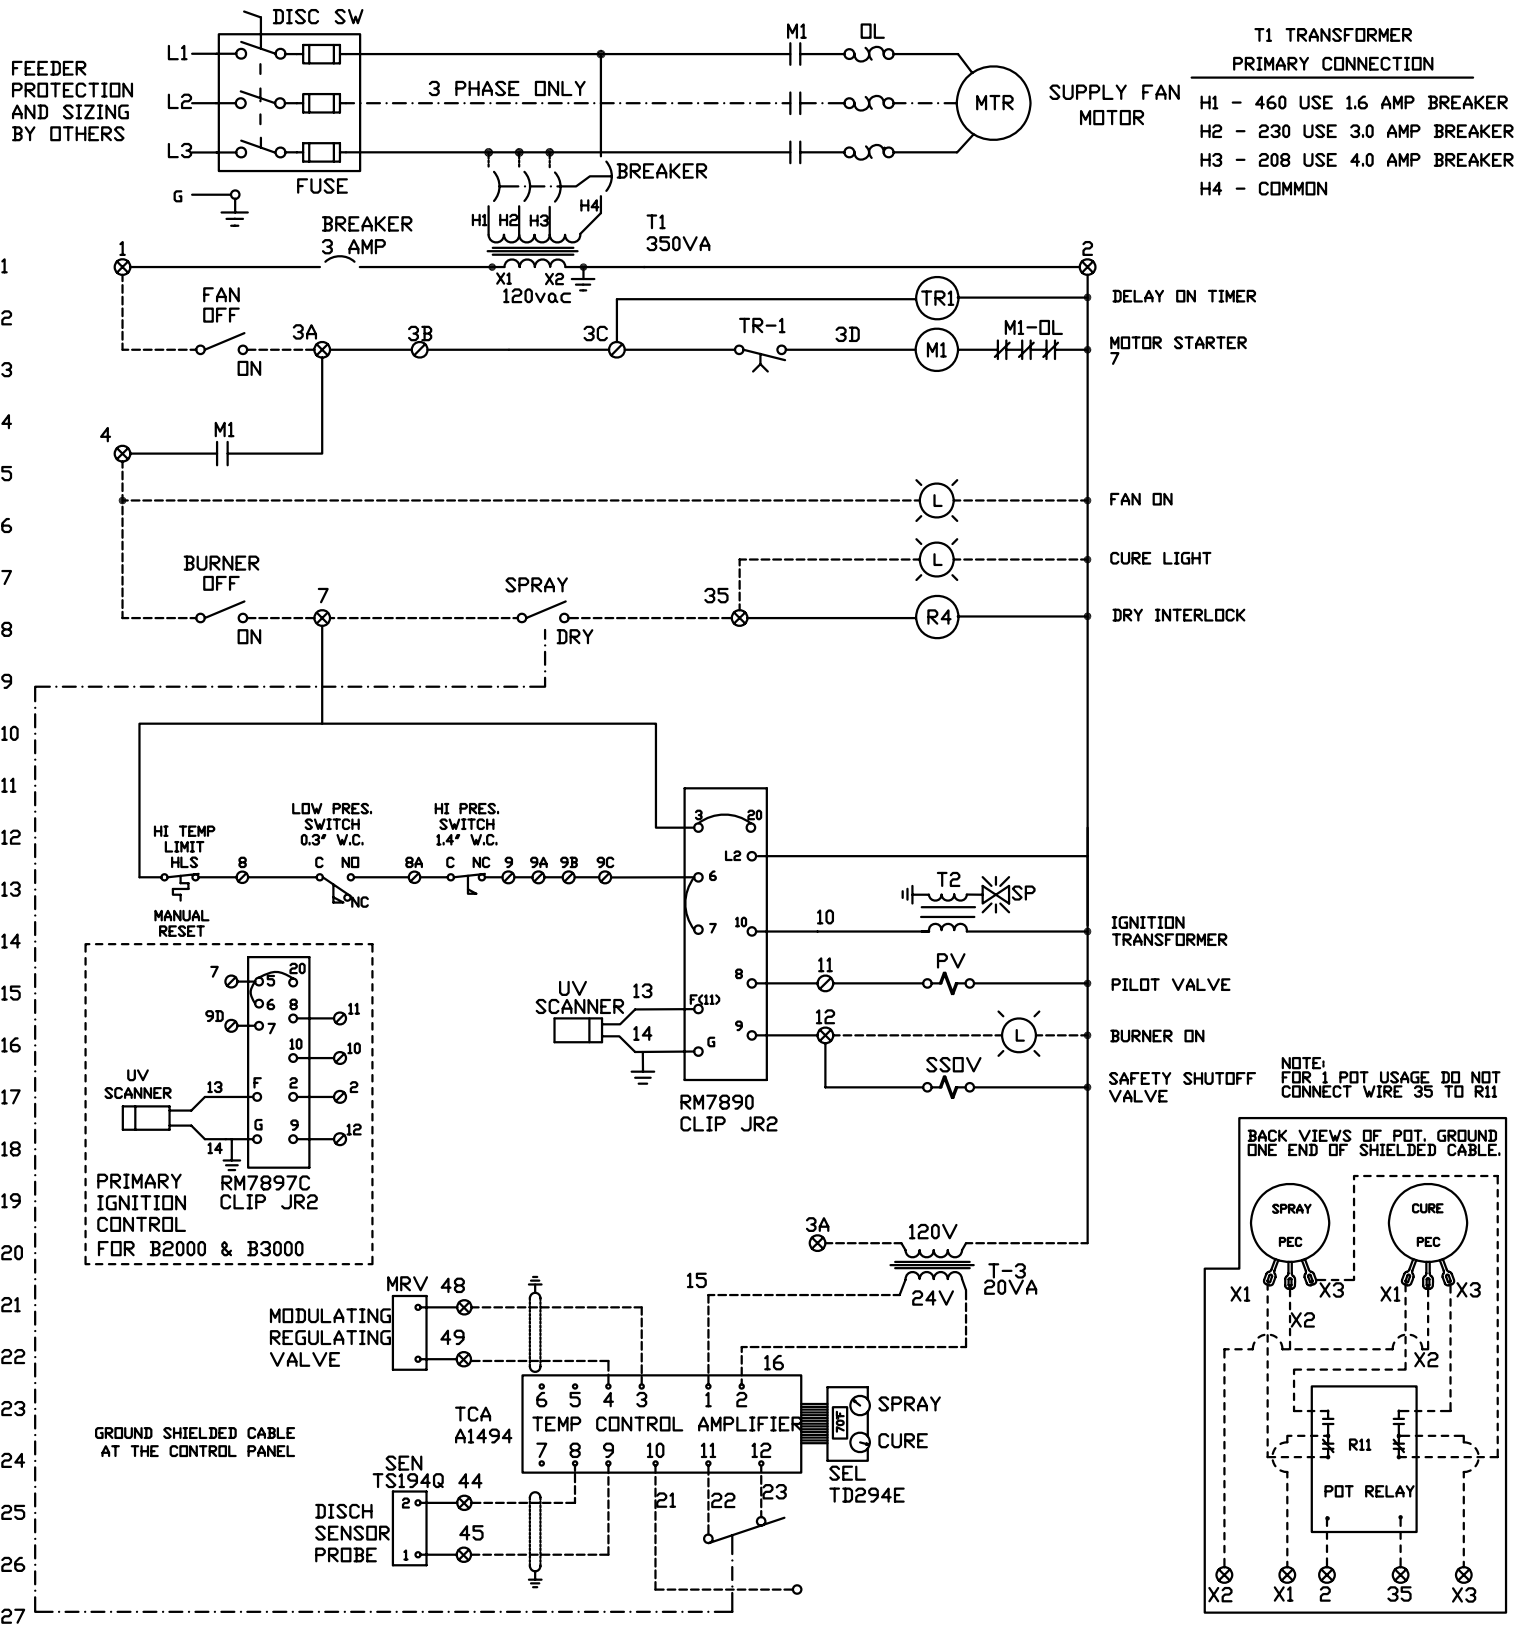 DISC SW
FEEDER
PROTECTION
AND SIZING
BY OTHERS
L1
L2
L3
G
FUSE
3 PHASE ONLY
M1
OL
MTR
SUPPLY FAN
MOTOR
T1 TRANSFORMER
PRIMARY CONNECTION
H1 - 460 USE 1.6 AMP BREAKER
H2 - 230 USE 3.0 AMP BREAKER
H3 - 208 USE 4.0 AMP BREAKER
H4 - COMMON
BREAKER
H1 H2 H3 H4
T1
350VA
BREAKER
3 AMP
1
1
X1 X2
120vac
2
2
FAN
OFF
ON
3A
3B
3C
TR-1
3D
TR1
DELAY ON TIMER
M1
M1-OL
MOTOR STARTER
7
3
4
4
M1
5
L
FAN ON
6
L
CURE LIGHT
7
BURNER
OFF
ON
7
SPRAY
DRY
35
R4
DRY INTERLOCK
8
9
10
11
12
HI TEMP
LIMIT
HLS
MANUAL
RESET
8
LOW PRES.
SWITCH
0.3" W.C.
C NO
NC
8A
HI PRES.
SWITCH
1.4" W.C.
C NC
9 9A 9B 9C
3 20
L2
6
7
10
8
F(11)
9
G
RM7890
CLIP JR2
13
T2
SP
10
IGNITION
TRANSFORMER
14
11
PV
PILOT VALVE
15
12
L
BURNER ON
16
SSOV
SAFETY SHUTOFF
VALVE
17
UV
SCANNER
13
14
7
5 20
6 8
11
9D
7
10
10
UV
SCANNER
13
F 2
2
G 9
12
14
RM7897C
CLIP JR2
PRIMARY
IGNITION
CONTROL
FOR B2000 & B3000
18
19
20
3A
120V
T-3
20VA
24V
15
16
21
MRV
48
49
MODULATING
REGULATING
VALVE
22
23
6 5 4 3 1 2
TEMP CONTROL AMPLIFIER
7 8 9 10 11 12
TCA
A1494
70F
SPRAY
CURE
SEL
TD294E
GROUND SHIELDED CABLE
AT THE CONTROL PANEL
24
SEN
TS194Q
44
2
45
1
DISCH
SENSOR
PROBE
21
22
23
25
26
27
NOTE:
FOR 1 POT USAGE DO NOT
CONNECT WIRE 35 TO R11
BACK VIEWS OF POT. GROUND
ONE END OF SHIELDED CABLE.
SPRAY
PEC
CURE
PEC
X1
X2
X3
X1
X2
X3
R11
POT RELAY
X2 X1 2 35 X3